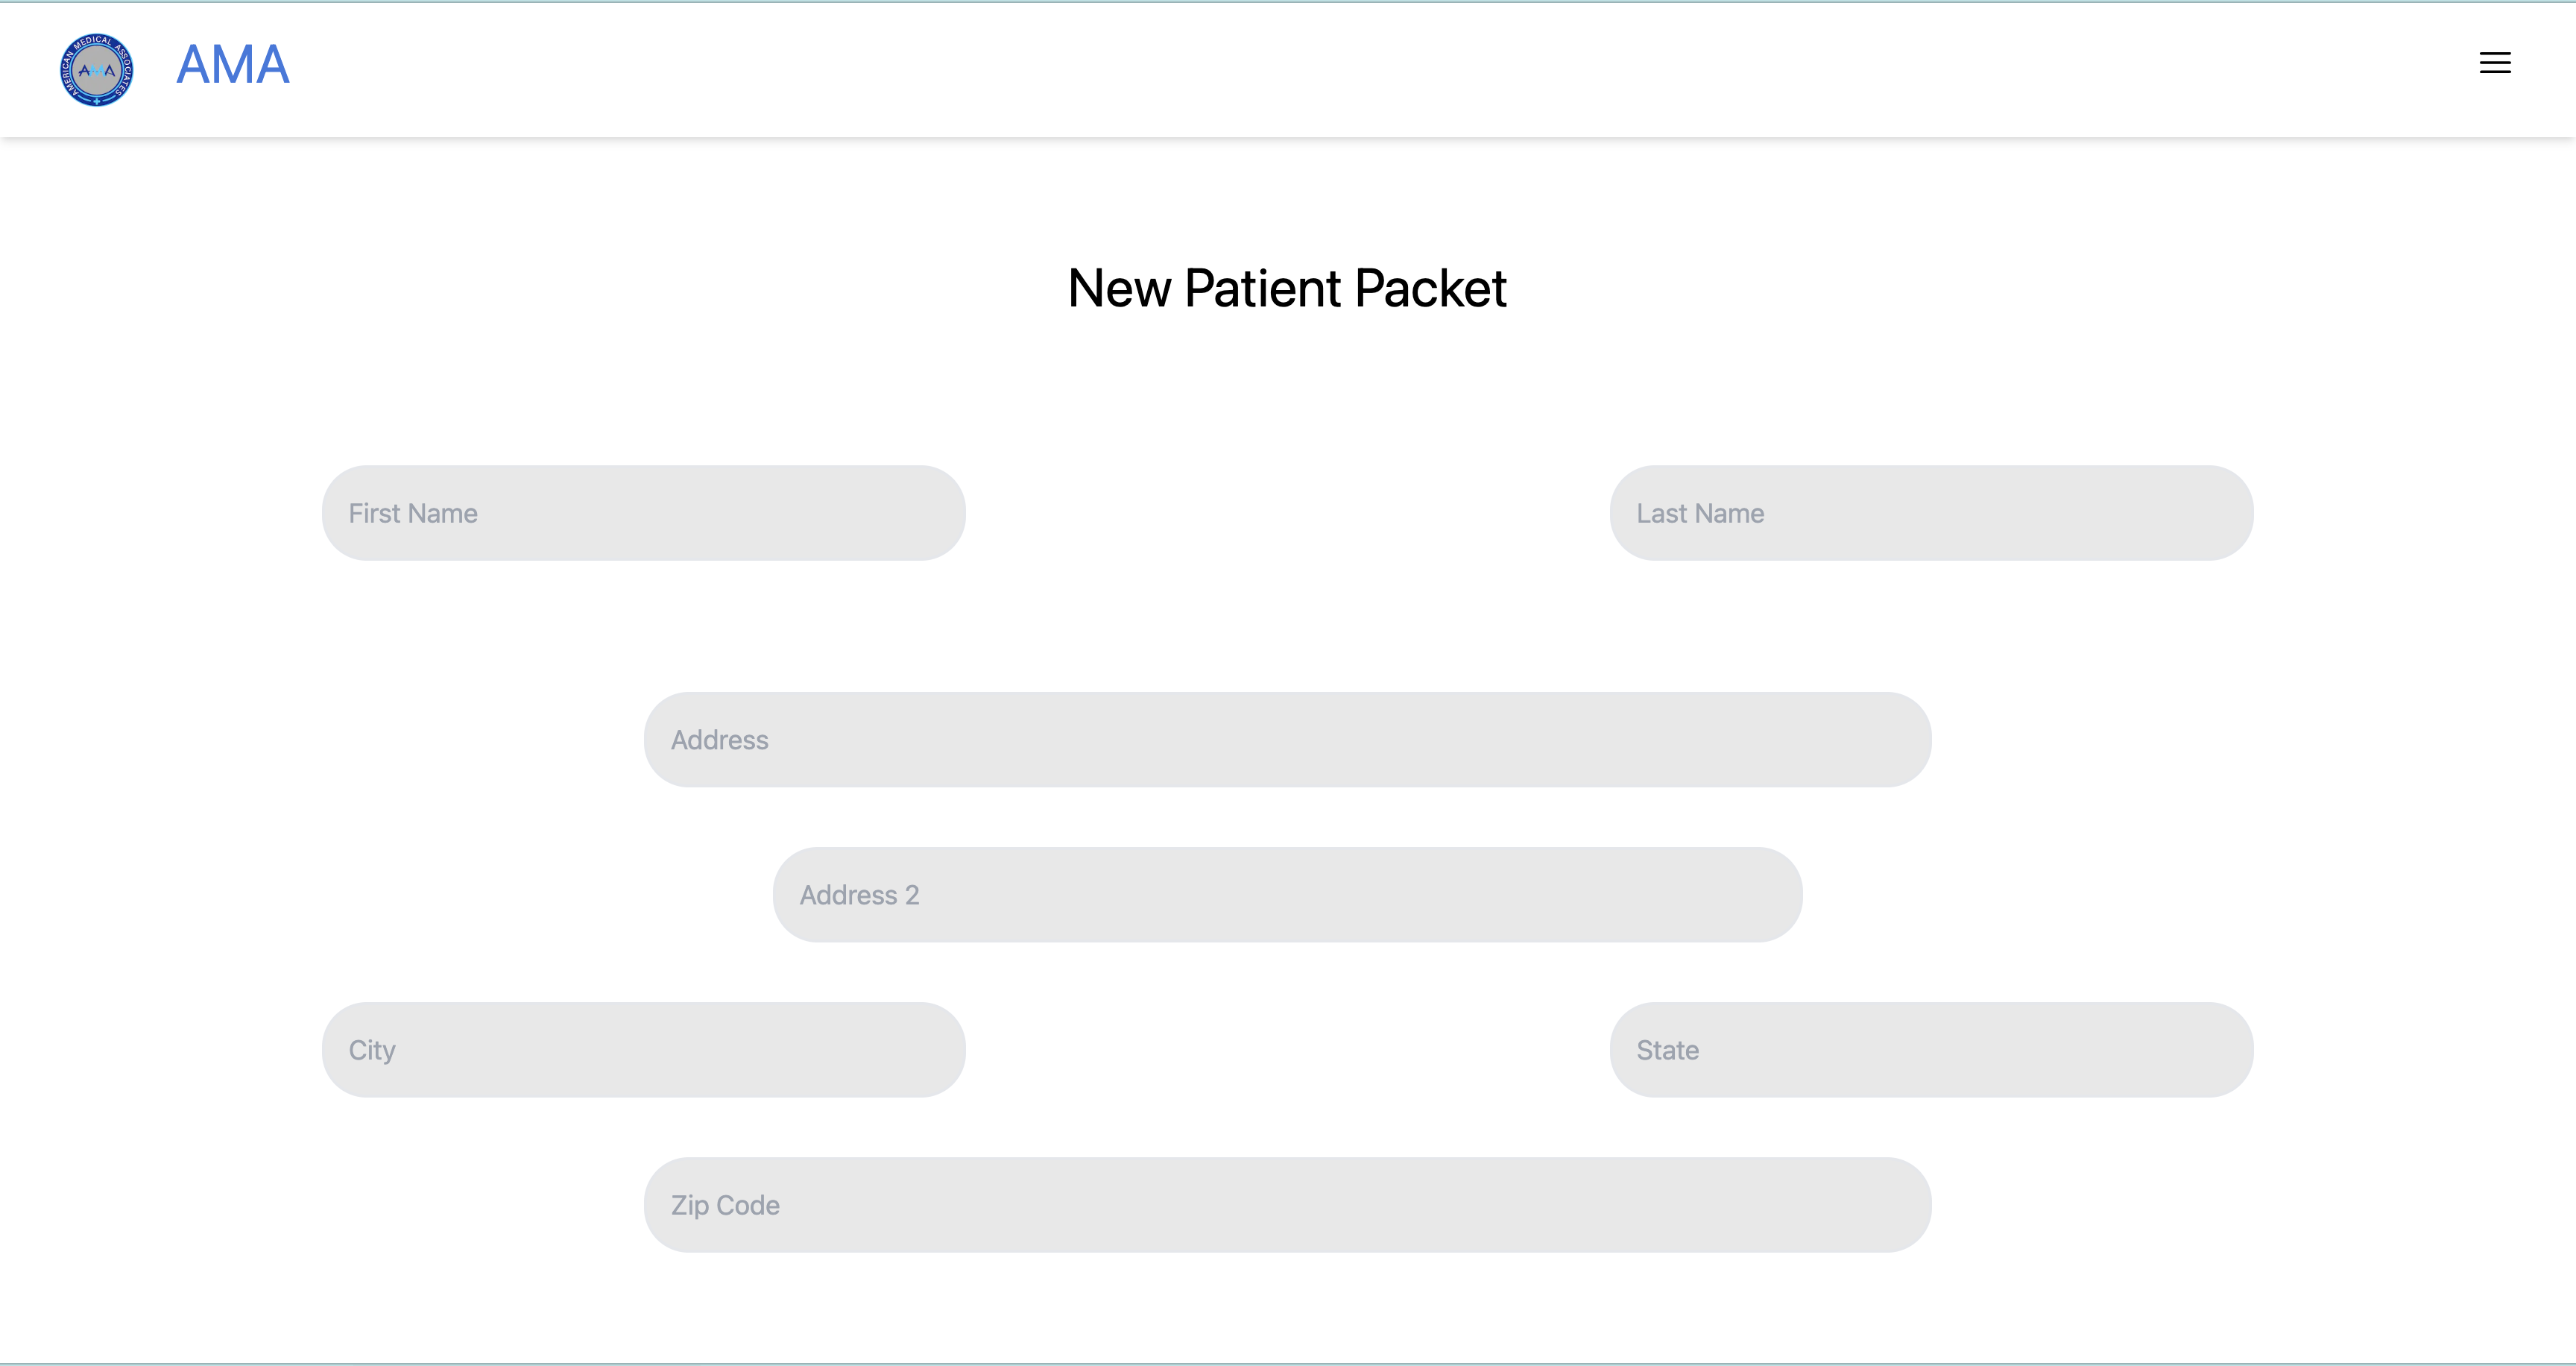 AMERICAN MEDICAL ASSOCIATES
AMA
AMA
New Patient Packet
First Name
Last Name
Address
Address 2
City
State
Zip Code